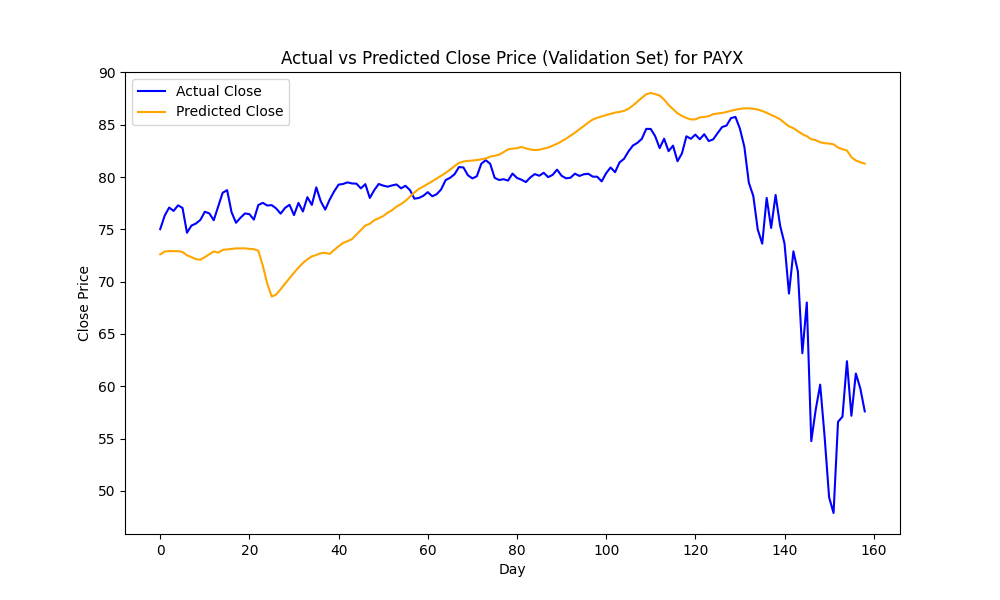 Actual vs Predicted Close Price (Validation Set) for PAYX
Actual Close
Predicted Close
Close Price
90
85
80
75
70
65
60
55
50
0 20 40 60 80 100 120 140 160
Day